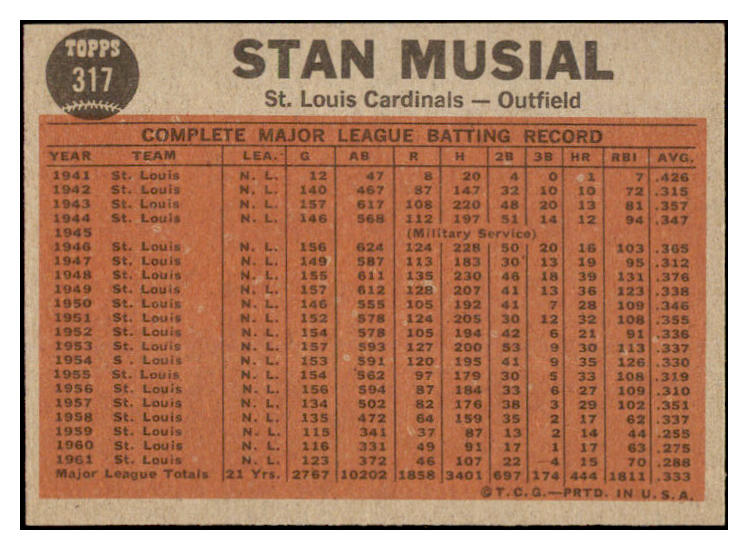 TOPPS
317
STAN MUSIAL
St. Louis Cardinals — Outfield
COMPLETE MAJOR LEAGUE BATTING RECORD
YEAR TEAM LEA. G AB R H 2B 3B HR RBI AVG.
1941 St. Louis N. L. 12 47 8 20 4 0 1 7 .426
1942 St. Louis N. L. 140 467 87 147 32 10 10 72 .315
1943 St. Louis N. L. 157 617 108 220 48 20 13 81 .357
1944 St. Louis N. L. 146 568 112 197 51 14 12 94 .347
1945 (Military Service)
1946 St. Louis N. L. 156 624 124 228 50 20 16 103 .365
1947 St. Louis N. L. 149 587 113 183 30 13 19 95 .312
1948 St. Louis N. L. 155 611 135 230 46 18 39 131 .376
1949 St. Louis N. L. 157 612 128 207 41 13 36 123 .338
1950 St. Louis N. L. 146 555 105 192 41 7 28 109 .346
1951 St. Louis N. L. 152 578 124 205 30 12 32 108 .355
1952 St. Louis N. L. 154 578 105 194 42 6 21 91 .336
1953 St. Louis N. L. 157 593 127 200 53 9 30 113 .337
1954 S . Louis N. L. 153 591 120 195 41 9 35 126 .330
1955 St. Louis N. L. 154 562 97 179 30 5 33 108 .319
1956 St. Louis N. L. 156 594 87 184 33 6 27 109 .310
1957 St. Louis N. L. 134 502 82 176 38 3 29 102 .351
1958 St. Louis N. L. 135 472 64 159 35 2 17 62 .337
1959 St. Louis N. L. 115 341 37 87 13 2 14 44 .255
1960 St. Louis N. L. 116 331 49 91 17 1 17 63 .275
1961 St. Louis N. L. 123 372 46 107 22 4 15 70 .288
Major League Totals 21 Yrs. 2767 10202 1858 3401 697 174 444 1811 .333
©T.C.G.—PRTD. IN U.S.A.